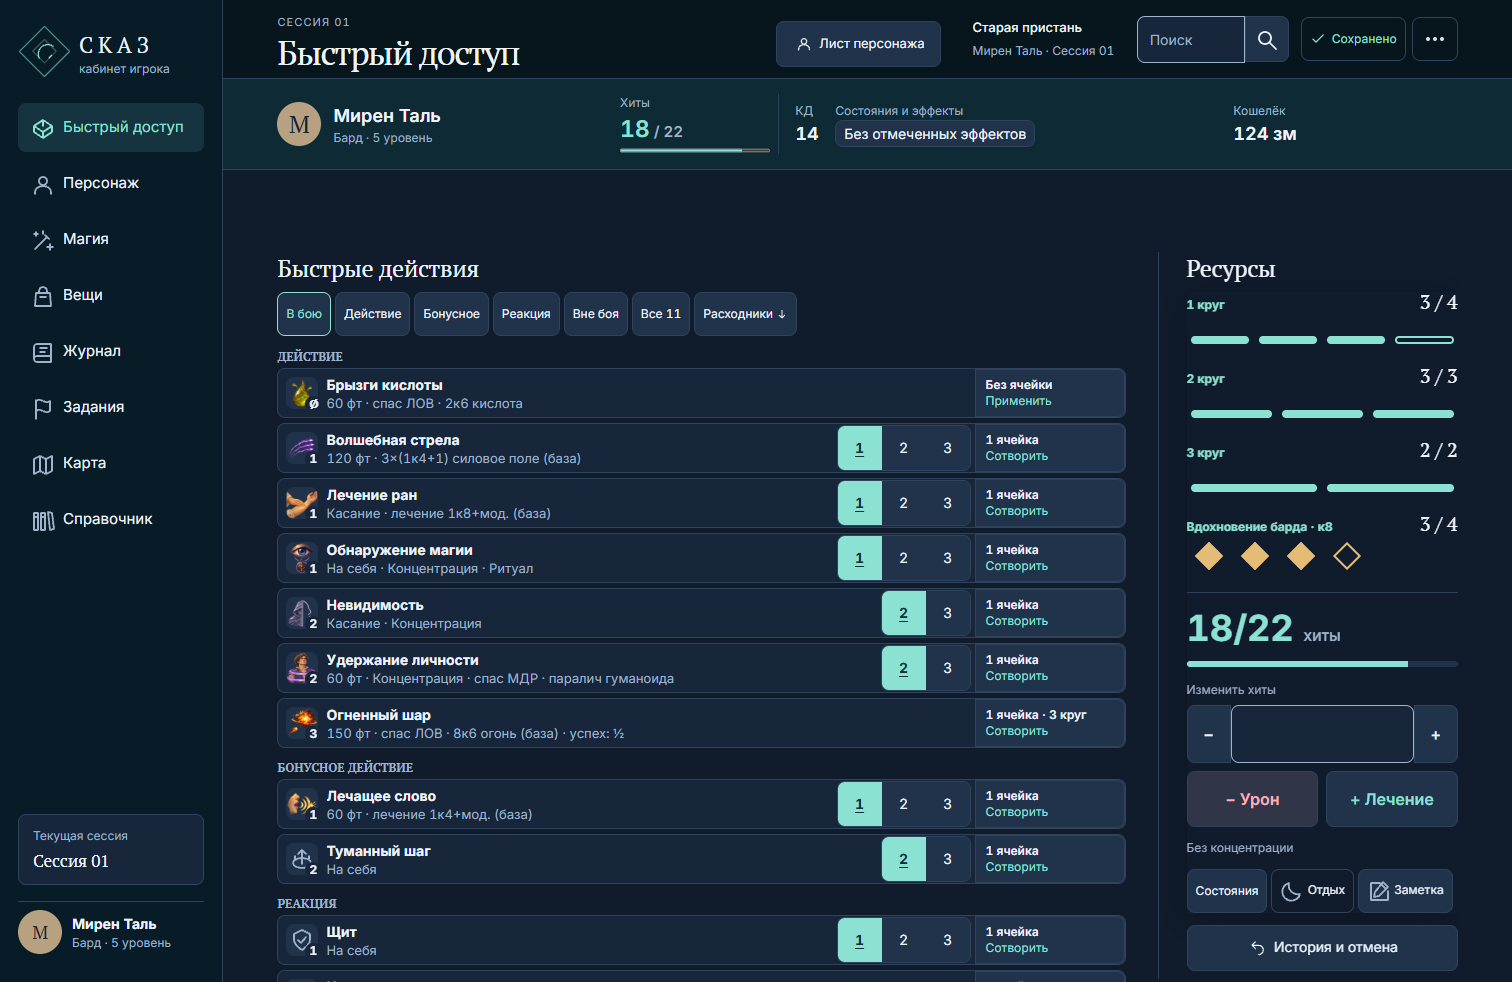 СКАЗ
кабинет игрока
Быстрый доступ
Персонаж
Магия
Вещи
Журнал
Задания
Карта
Справочник
Текущая сессия
Сессия 01
М
Мирен Таль
Бард · 5 уровень
СЕССИЯ 01
Быстрый доступ
Лист персонажа
Старая пристань
Мирен Таль · Сессия 01
Поиск
Сохранено
М
Мирен Таль
Бард · 5 уровень
Хиты
18 / 22
КД
14
Состояния и эффекты
Без отмеченных эффектов
Кошелёк
124 зм
Быстрые действия
В бою
Действие
Бонусное
Реакция
Вне боя
Все 11
Расходники ↓
ДЕЙСТВИЕ
Брызги кислоты
60 фт · спас ЛОВ · 2к6 кислота
Ø
Без ячейки
Применить
Волшебная стрела
120 фт · 3×(1к4+1) силовое поле (база)
1
1 2 3
1 ячейка
Сотворить
Лечение ран
Касание · лечение 1к8+мод. (база)
1
1 2 3
1 ячейка
Сотворить
Обнаружение магии
На себя · Концентрация · Ритуал
1
1 2 3
1 ячейка
Сотворить
Невидимость
Касание · Концентрация
2
2 3
1 ячейка
Сотворить
Удержание личности
60 фт · Концентрация · спас МДР · паралич гуманоида
2
2 3
1 ячейка
Сотворить
Огненный шар
150 фт · спас ЛОВ · 8к6 огонь (база) · успех: ½
3
1 ячейка · 3 круг
Сотворить
БОНУСНОЕ ДЕЙСТВИЕ
Лечащее слово
60 фт · лечение 1к4+мод. (база)
1
1 2 3
1 ячейка
Сотворить
Туманный шаг
На себя
2
2 3
1 ячейка
Сотворить
РЕАКЦИЯ
Щит
На себя
1
1 2 3
1 ячейка
Сотворить
Ресурсы
1 круг 3 / 4
2 круг 3 / 3
3 круг 2 / 2
Вдохновение барда · к8 3 / 4
18/22 хиты
Изменить хиты
− +
− Урон
+ Лечение
Без концентрации
Состояния
Отдых
Заметка
История и отмена